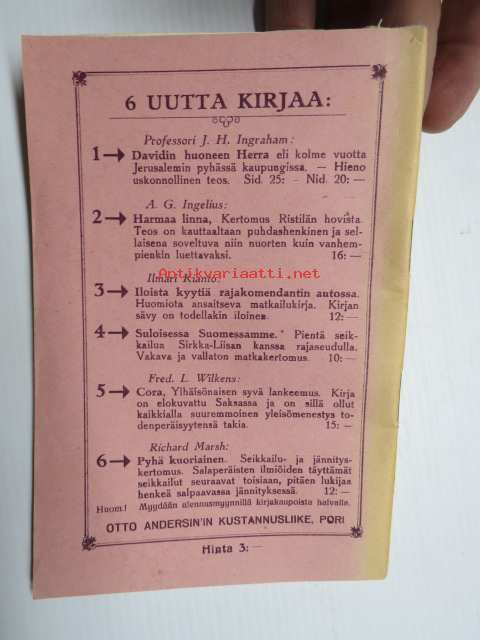 6 UUTTA KIRJAA:
Professori J. H. Ingraham:
1→ Davidin huoneen Herra eli kolme vuotta
Jerusalemin pyhässä kaupungissa. — Hieno
uskonnollinen teos. Sid. 25: - Nid. 20: —
A. G. Ingelius:
2→ Harmaa linna, Kertomus Ristilän hovista.
Teos on kauttaaltaan puhdashenkinen ja sel-
laisena soveltuva niin nuorten kuin vanhem-
pienkin luettavaksi. 16: —
Antikvariaatti.net
Ilmari Kianto:
3→ Iloista kyytiä rajakomendantin autossa.
Huomiota ansaitseva matkailukirja. Kirjan
sävy on todellakin iloinen. 12: —
4→ Suloisessa Suomessamme. Pientä seik-
kailua Sirkka-Liisan kanssa rajaseudulla.
Vakava ja vallaton matkakertomus. 10: —
Fred. L. Wilkens:
5→ Cora, Ylhäisönaisen syvä lankeemus. Kirja
on elokuvattu Saksassa ja on sillä ollut
kaikkialla suuremmoinen yleisömenestys to-
denperäisyytensä takia. 15: —
Richard Marsh:
6→ Pyhä kuoriainen. Seikkailu- ja jännitys-
kertomus. Salaperäisten ilmiöiden täyttämät
seikkailut seuraavat toisiaan, pitäen lukijaa
henkeä salpaavassa jännityksessä. 12: —
Huom! Myydään alennusmyynnillä kirjakaupoista halvalla.
OTTO ANDERSIN'IN KUSTANNUSLIIKE, PORI
Hinta 3: —